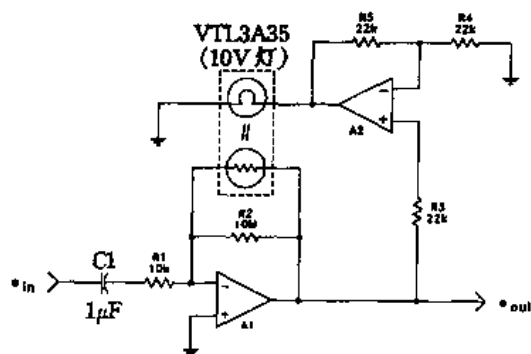 VTL3A35
(10V灯)
R5
22k
R4
22k
A2
R3
22k
R2
10M
C1
R1
10k
e in
1μF
A1
e out